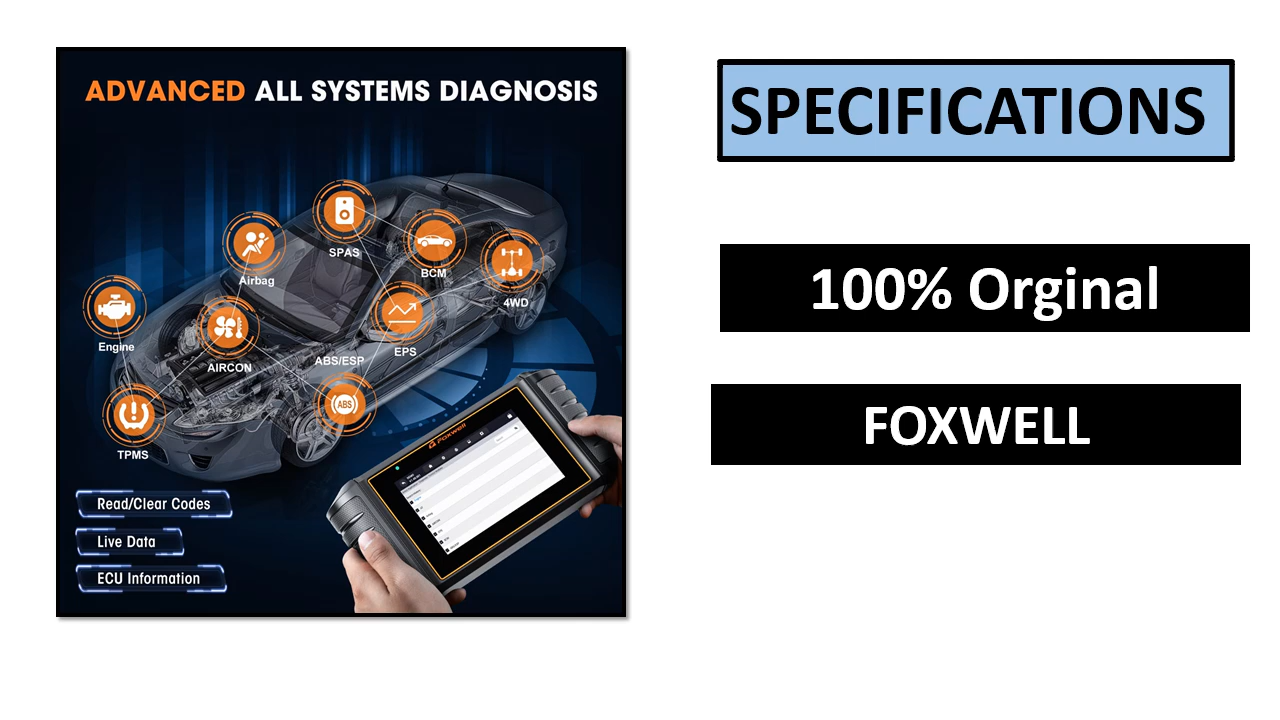 ADVANCED ALL SYSTEMS DIAGNOSIS
SPAS
Airbag
BCM
4WD
Engine
AIRCON
ABS/ESP
EPS
ABS
TPMS
FOXWELL
Read/Clear Codes
Live Data
ECU Information
SPECIFICATIONS
100% Orginal
FOXWELL